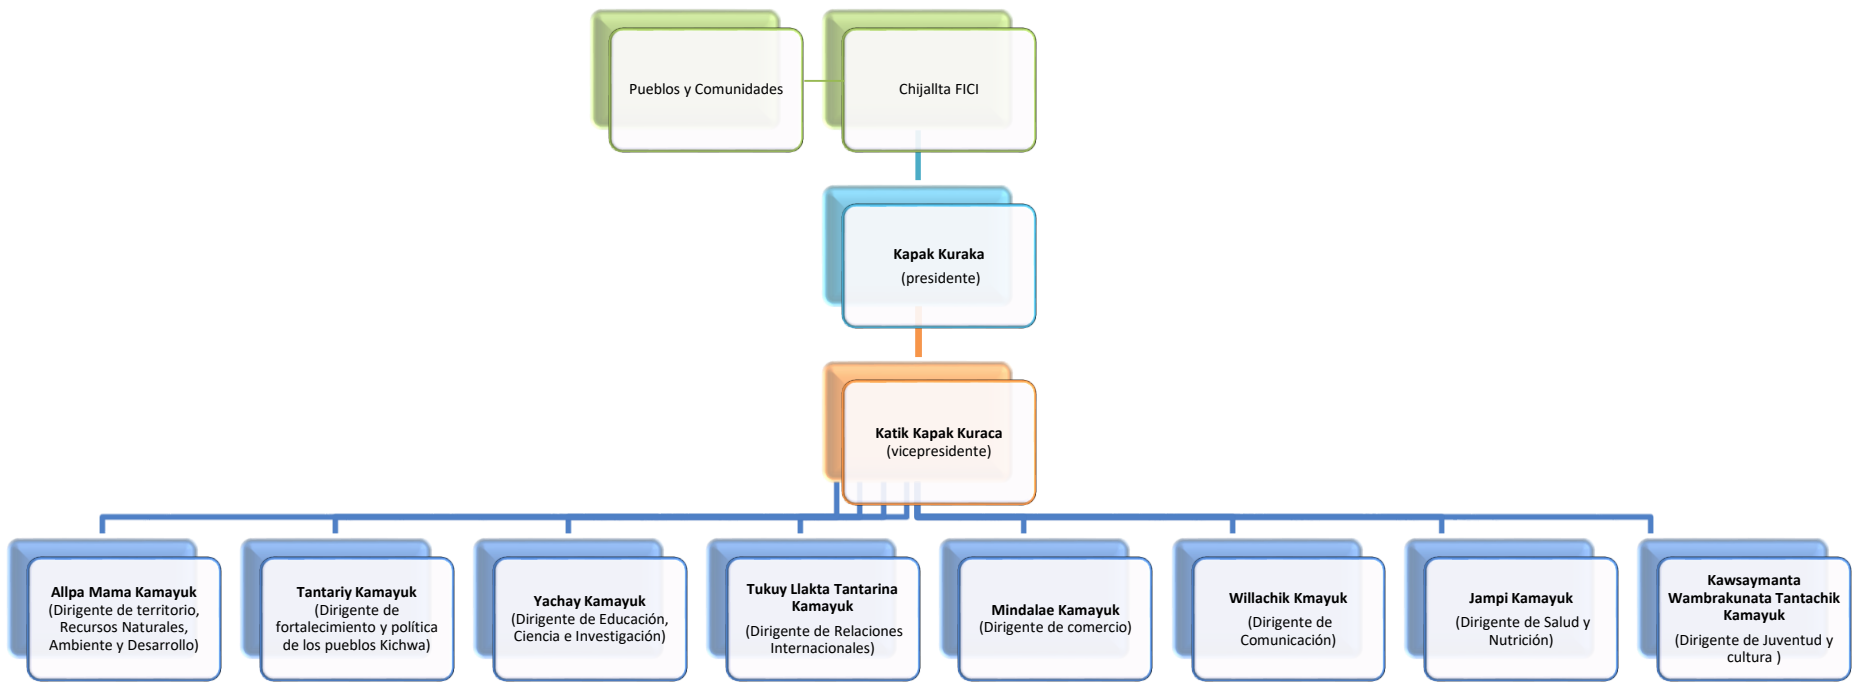 Pueblos y Comunidades
Chijallta FICI
Kapak Kuraka
(presidente)
Katik Kapak Kuraca
(vicepresidente)
Allpa Mama Kamayuk
(Dirigente de territorio,
Recursos Naturales,
Ambiente y Desarrollo)
Tantariy Kamayuk
(Dirigente de
fortalecimiento y política
de los pueblos Kichwa)
Yachay Kamayuk
(Dirigente de Educación,
Ciencia e Investigación)
Tukuy Llakta Tantarina
Kamayuk
(Dirigente de Relaciones
Internacionales)
Mindalae Kamayuk
(Dirigente de comercio)
Willachik Kmayuk
(Dirigente de
Comunicación)
Jampi Kamayuk
(Dirigente de Salud y
Nutrición)
Kawsaymanta
Wambrakunata Tantachik
Kamayuk
(Dirigente de Juventud y
cultura )